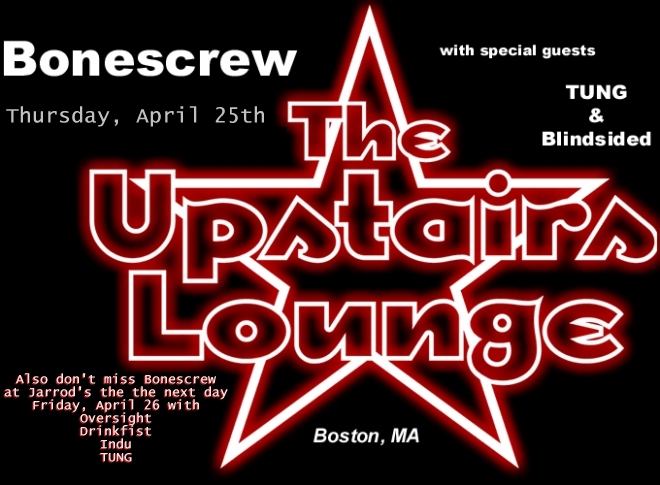 Bonescrew
Thursday, April 25th
with special guests
TUNG
&
Blindsided
The
Upstairs
Lounge
Also don't miss Bonescrew
at Jarrod's the the next day
Friday, April 26 with
Oversight
Drinkfist
Indu
TUNG
Boston, MA